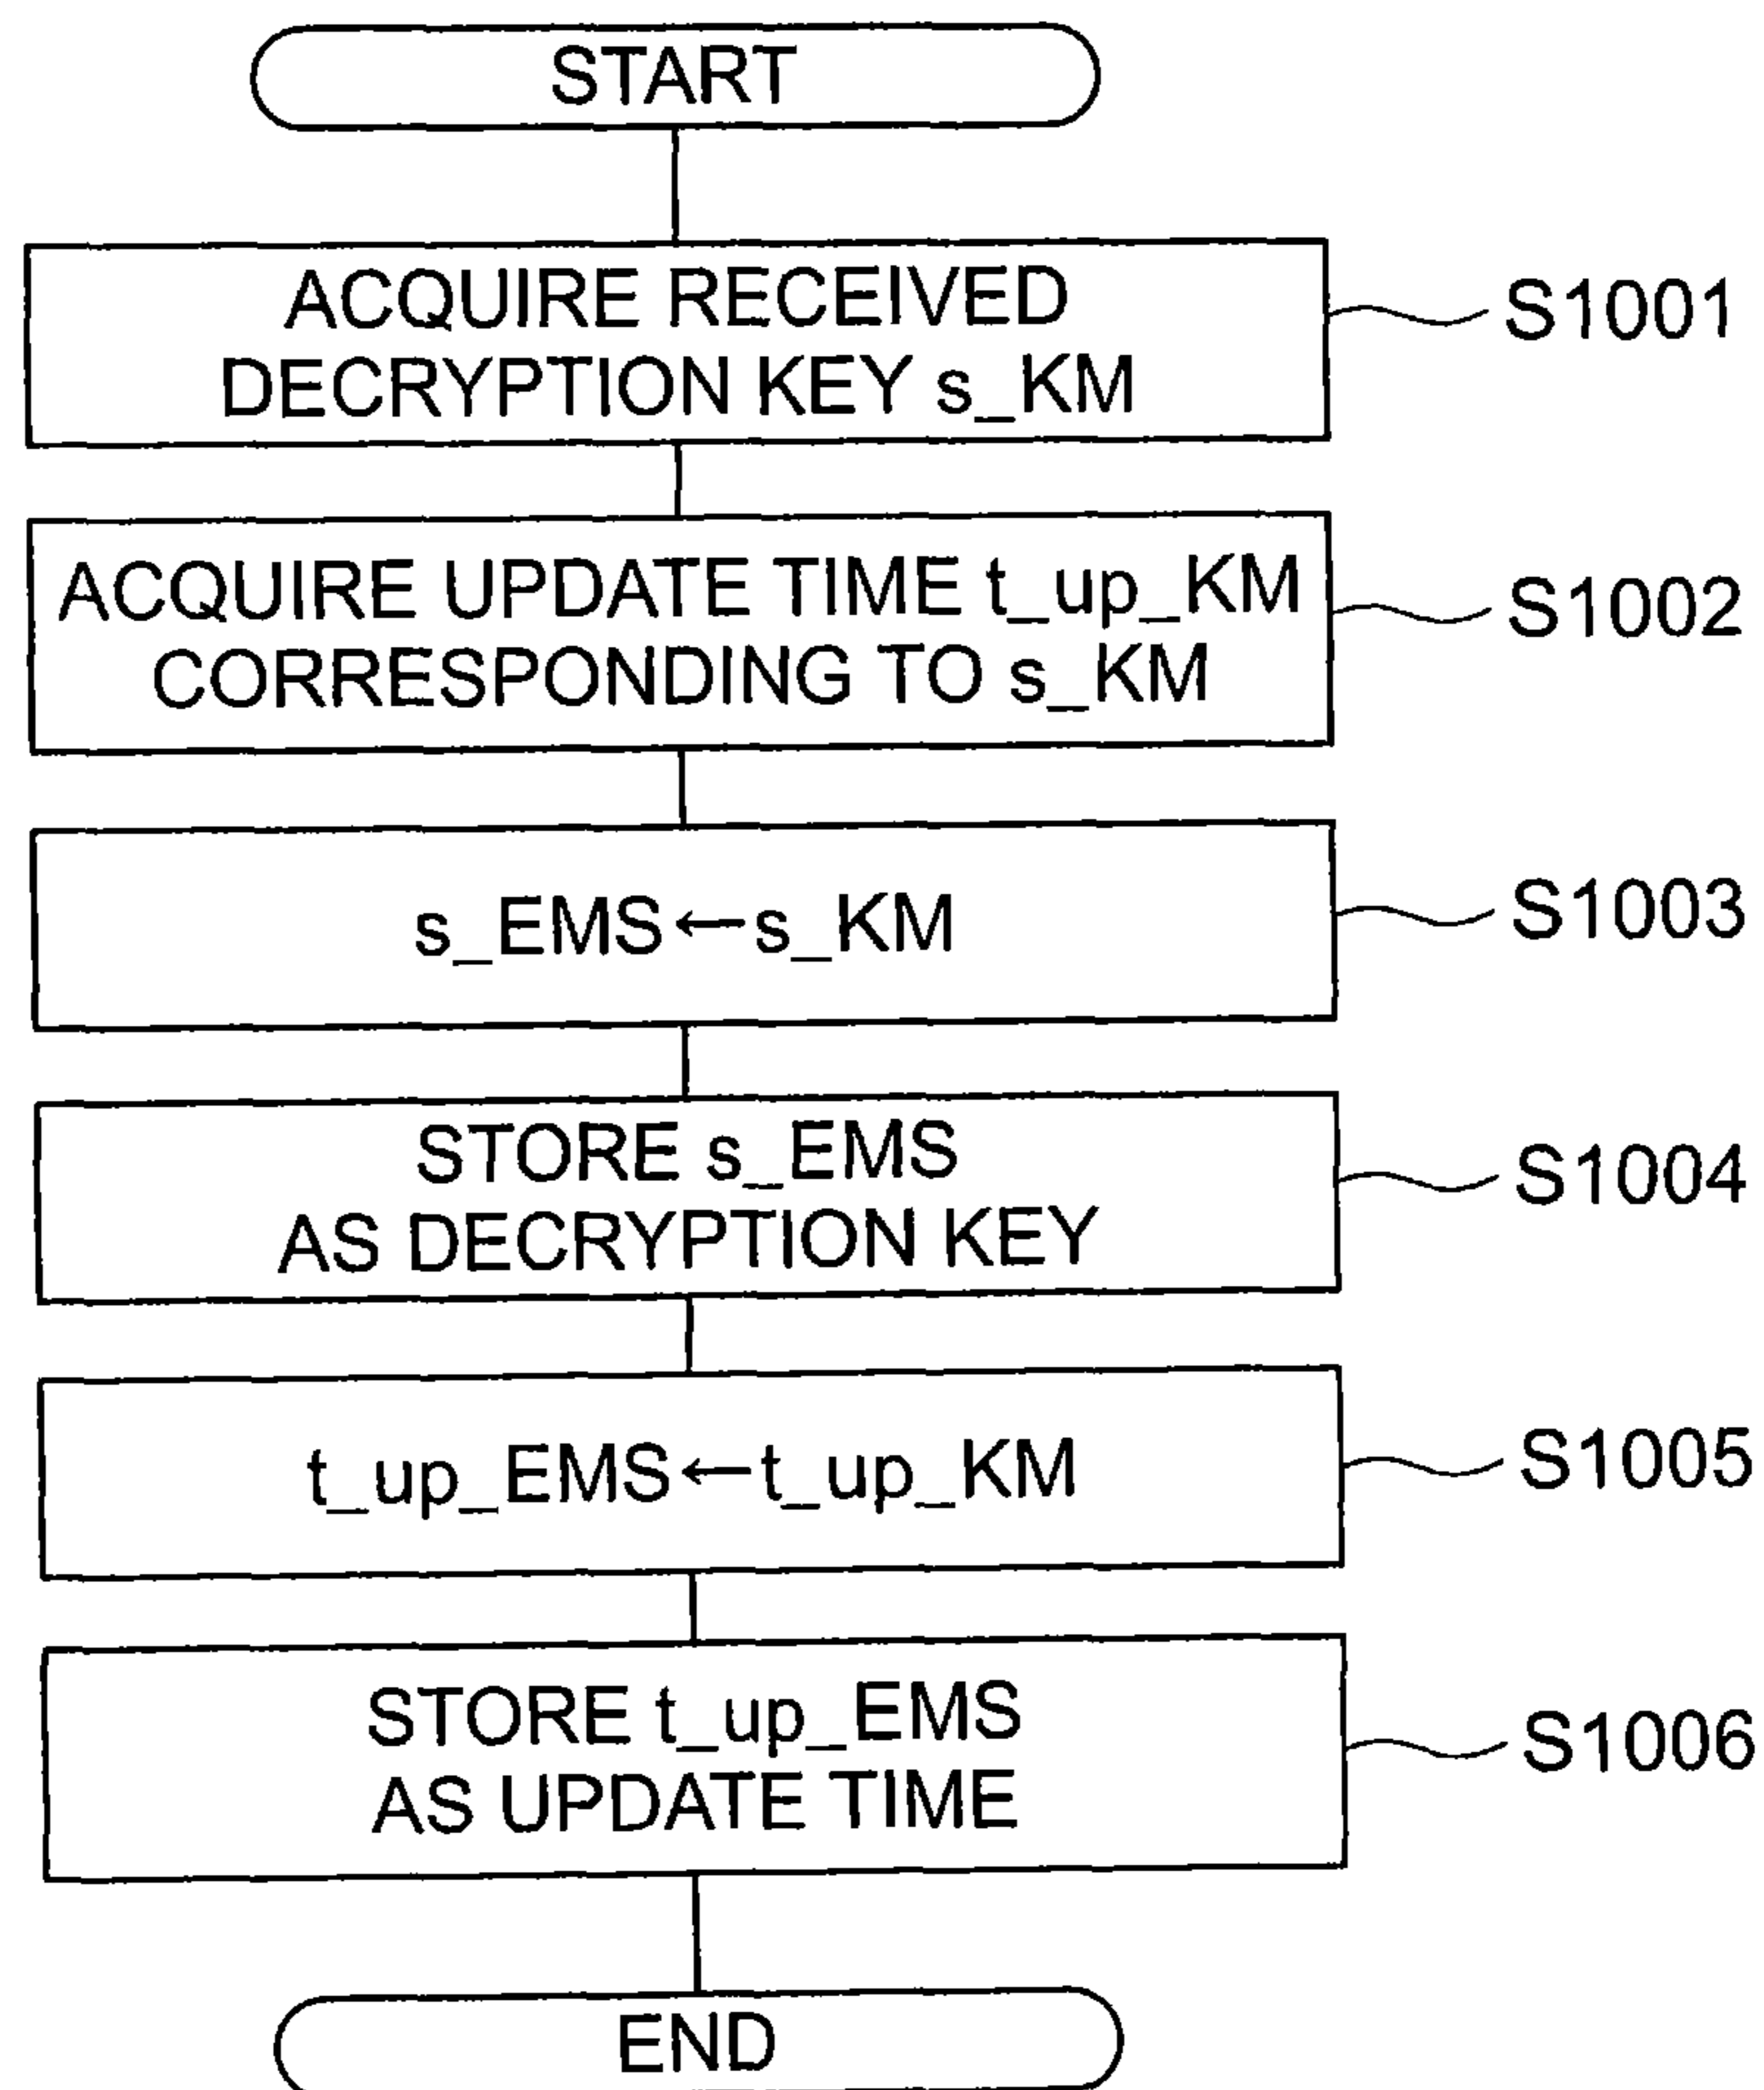 START
ACQUIRE RECEIVED
DECRYPTION KEY s_KM
S1001
ACQUIRE UPDATE TIME t_up_KM
CORRESPONDING TO s_KM
S1002
s_EMS←s_KM
S1003
STORE s_EMS
AS DECRYPTION KEY
S1004
t_up_EMS←t_up_KM
S1005
STORE t_up_EMS
AS UPDATE TIME
S1006
END